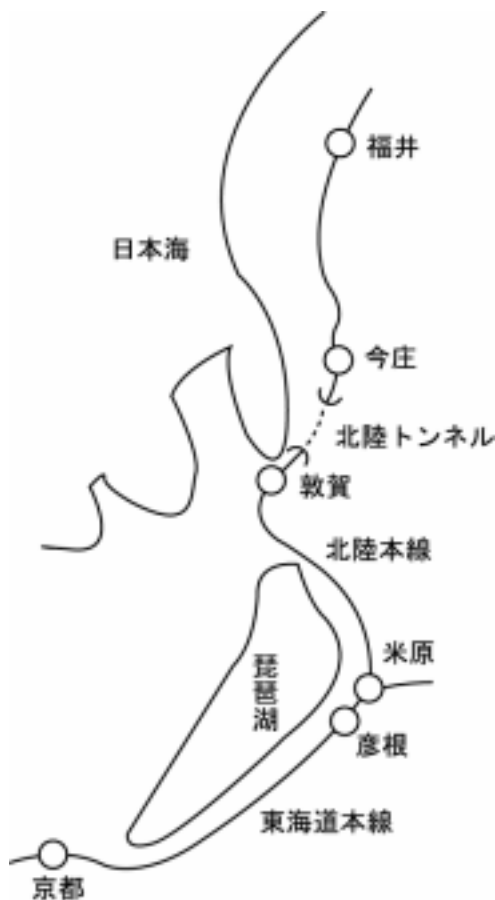 福井
日本海
今庄
北陸トンネル
敦賀
北陸本線
米原
琵琶湖
彦根
東海道本線
京都